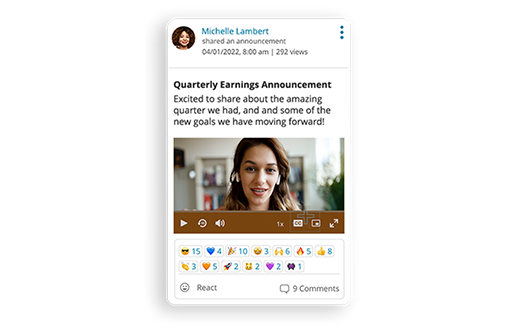 Michelle Lambert
shared an announcement
04/01/2022, 8:00 am | 292 views
Quarterly Earnings Announcement
Excited to share about the amazing
quarter we had, and and some of the
new goals we have moving forward!
1x CC
15 4 10 3 6 5 8
3 5 2 2 2 1
React 9 Comments